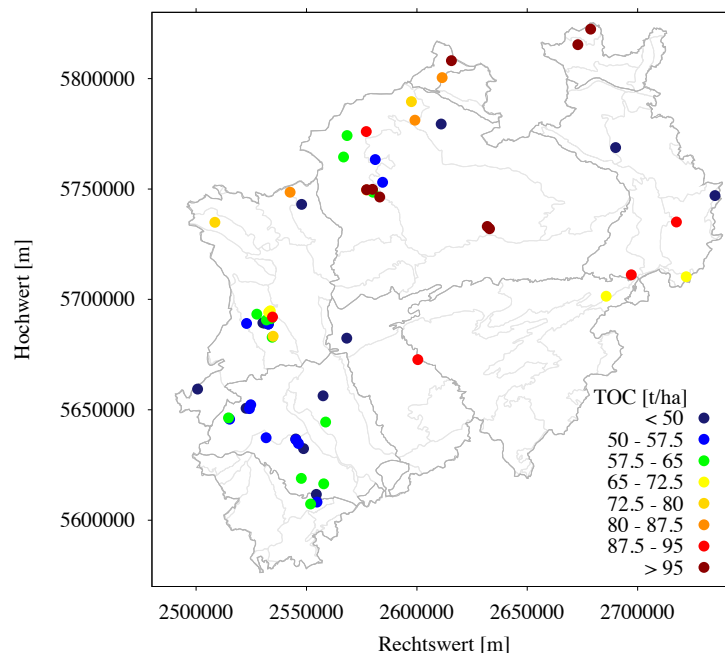 5800000
5750000
5700000
5650000
5600000
Hochwert [m]
TOC [t/ha]
< 50
50 - 57.5
57.5 - 65
65 - 72.5
72.5 - 80
80 - 87.5
87.5 - 95
> 95
2500000 2550000 2600000 2650000 2700000
Rechtswert [m]